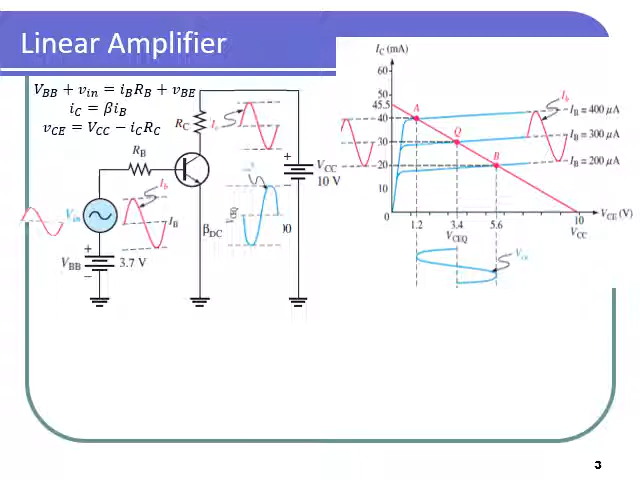 Linear Amplifier
V_BB + v_in = i_B R_B + v_BE
i_C = βi_B
v_CE = V_CC − i_C R_C
R_C
I_c
R_B
I_b
V_in
I_B
V_BB
+
−
3.7 V
β_DC
V_CEQ
+
−
V_CC
10 V
I_C (mA)
60
50
45.5
40
30
20
10
0
A
Q
B
I_b
I_B = 400 μA
I_B = 300 μA
I_B = 200 μA
1.2
3.4
5.6
10
V_CE (V)
V_CEQ
V_CC
V_ce
3